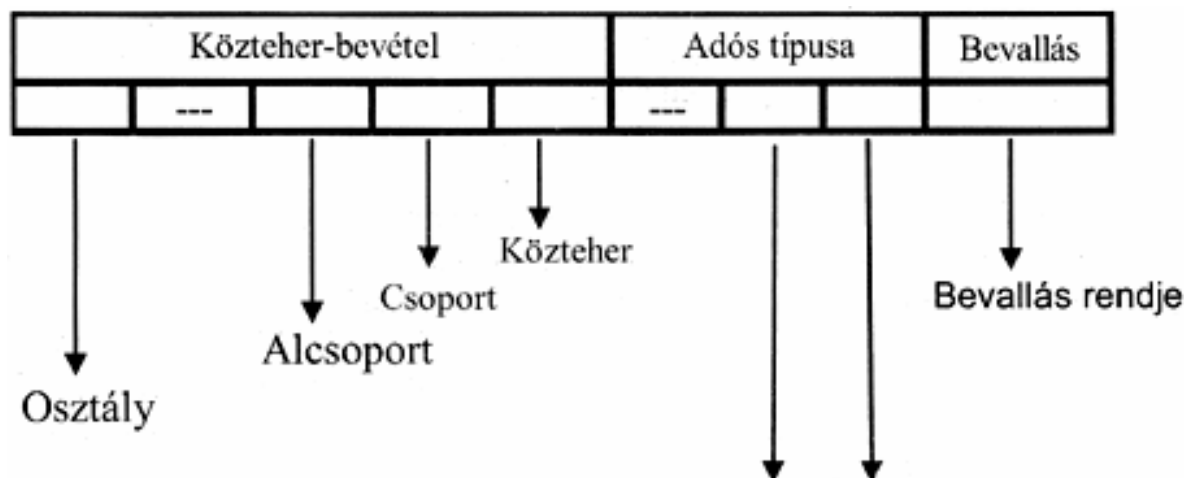 Közteher-bevétel Adós típusa Bevallás
--- ---
Közteher
Csoport
Bevallás rendje
Alcsoport
Osztály